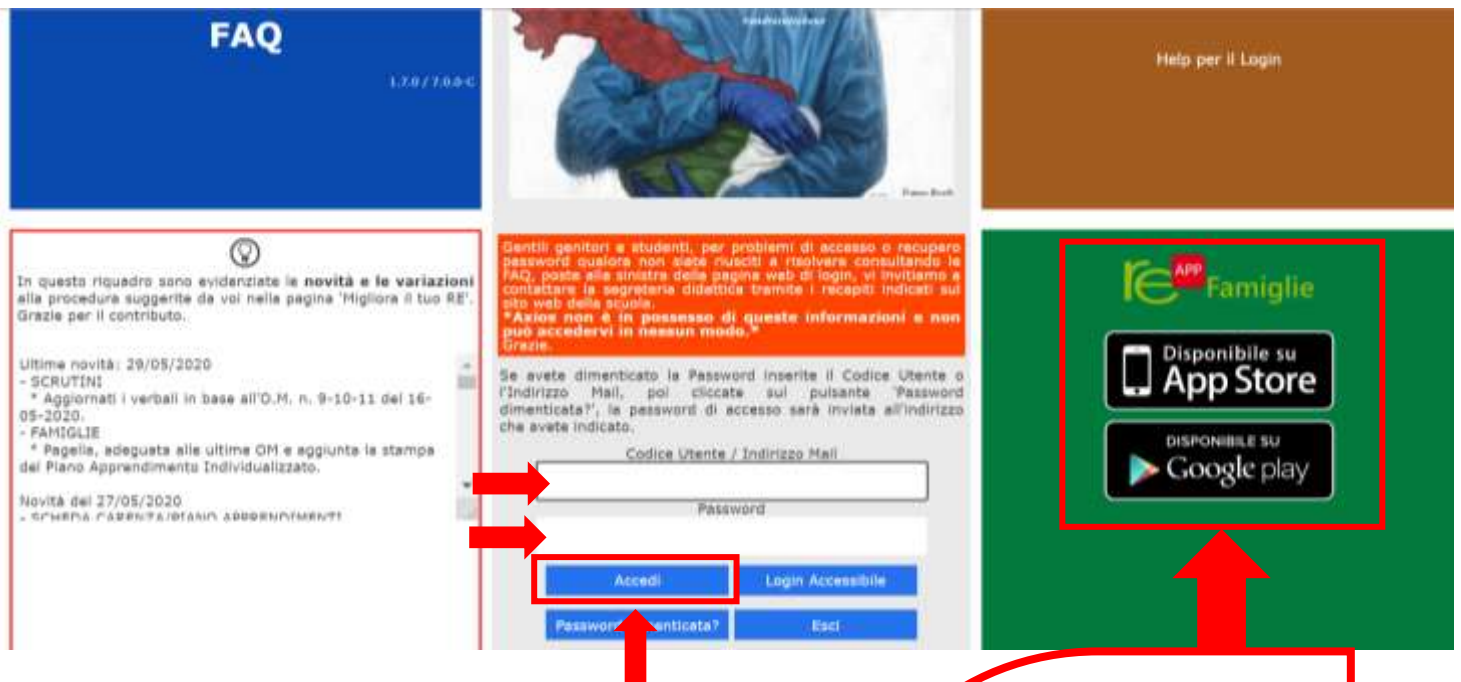 FAQ
1.7.0 / 7.0.0-C
In questo riquadro sono evidenziate le novità e le variazioni
alla procedura suggerite da voi nella pagina 'Migliora il tuo RE'.
Grazie per il contributo.
Ultime novità: 29/05/2020
- SCRUTINI
* Aggiornati i verbali in base all'O.M. n. 9-10-11 del 16-
05-2020.
- FAMIGLIE
* Pagella, adeguata alle ultime OM e aggiunta la stampa
del Piano Apprendimento Individualizzato.
Novità del 27/05/2020
- SCHEDA CARENZA/PIANO APPRENDIMENTI
Gentili genitori e studenti, per problemi di accesso o recupero
password qualora non siate riusciti a risolvere consultando le
FAQ, poste alla sinistra della pagina web di login, vi invitiamo a
contattare la segreteria didattica tramite i recapiti indicati sul
sito web della scuola.
*Axios non è in possesso di queste informazioni e non
può accedervi in nessun modo.*
Grazie.
Se avete dimenticato la Password inserite il Codice Utente o
l'Indirizzo Mail, poi cliccate sul pulsante 'Password
dimenticata?', la password di accesso sarà inviata all'indirizzo
che avete indicato.
Codice Utente / Indirizzo Mail
Password
Accedi
Login Accessibile
Password enticata?
Esci
Help per il Login
re APP Famiglie
Disponibile su
App Store
DISPONIBILE SU
Google play